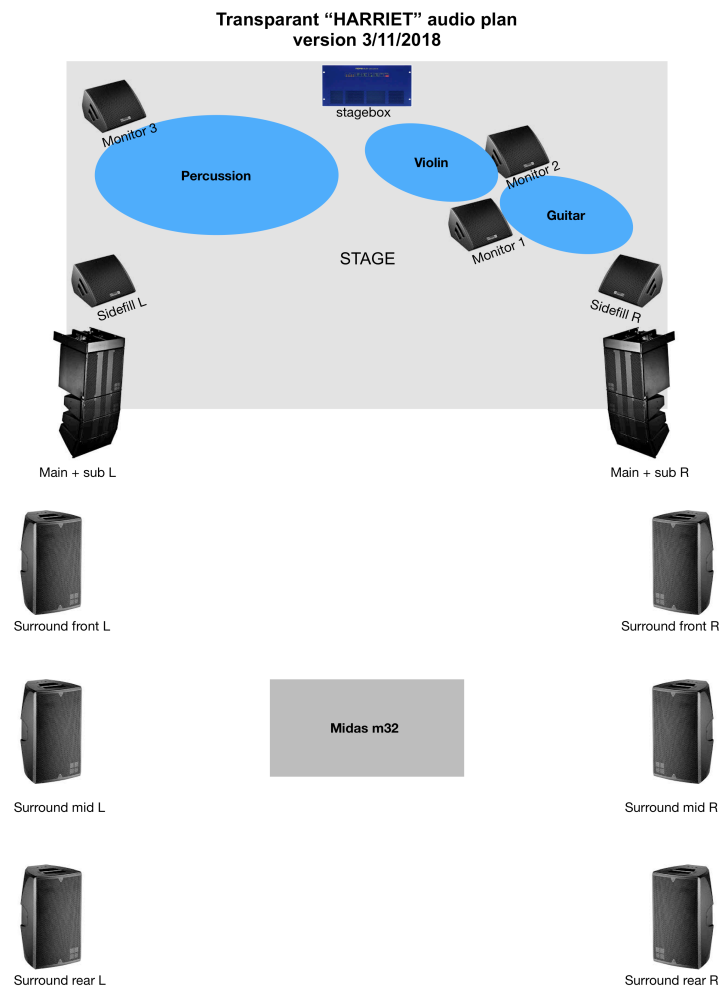 Transparant “HARRIET” audio plan
version 3/11/2018
stagebox
Monitor 3
Percussion
Violin
Monitor 2
Guitar
Monitor 1
STAGE
Sidefill L
Sidefill R
Main + sub L
Main + sub R
Surround front L
Surround front R
Midas m32
Surround mid L
Surround mid R
Surround rear L
Surround rear R